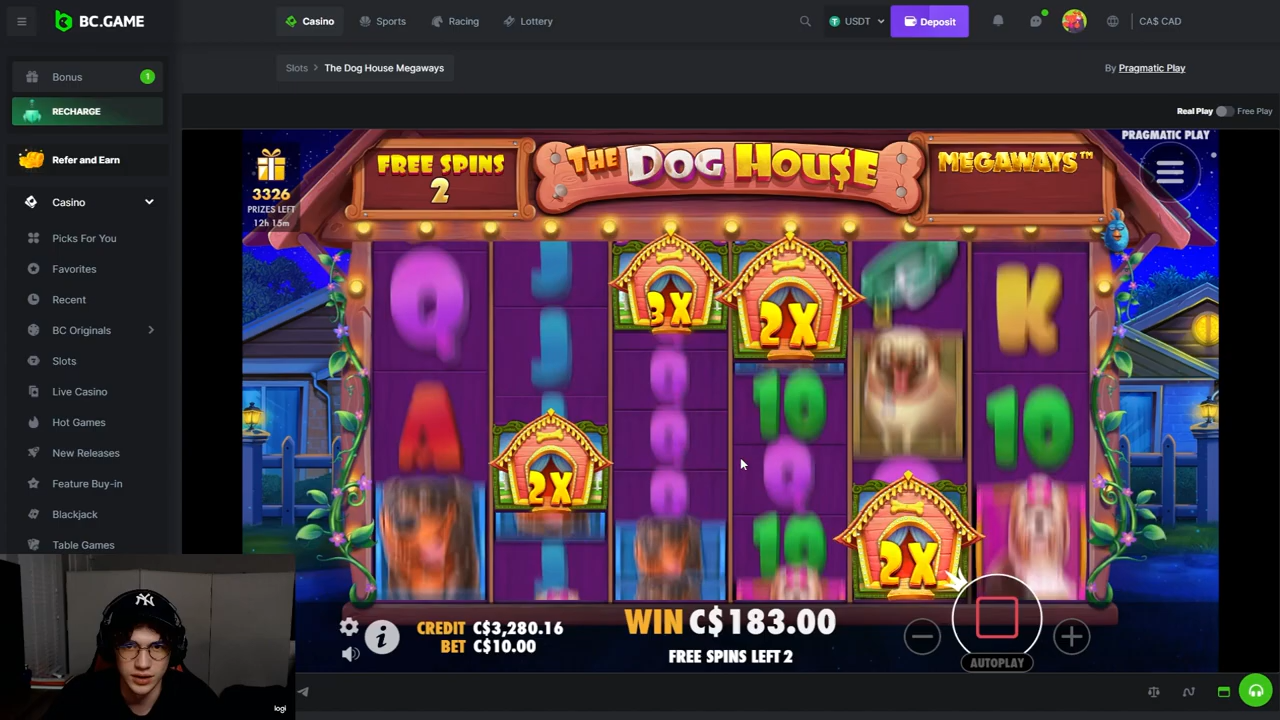 BC.GAME
Casino
Sports
Racing
Lottery
USDT
Deposit
CA$ CAD
Bonus
1
RECHARGE
Refer and Earn
Casino
Picks For You
Favorites
Recent
BC Originals
Slots
Live Casino
Hot Games
New Releases
Feature Buy-in
Blackjack
Table Games
Slots > The Dog House Megaways
By Pragmatic Play
Real Play
Free Play
PRAGMATIC PLAY
3326
PRIZES LEFT
12h 15m
FREE SPINS
2
THE DOG HOU$E
MEGAWAYS™
Q
J
3X
2X
K
J
A
10
10
2X
Q
10
2X
CREDIT C$3,280.16
BET C$10.00
WIN C$183.00
FREE SPINS LEFT 2
AUTOPLAY
NY
logi